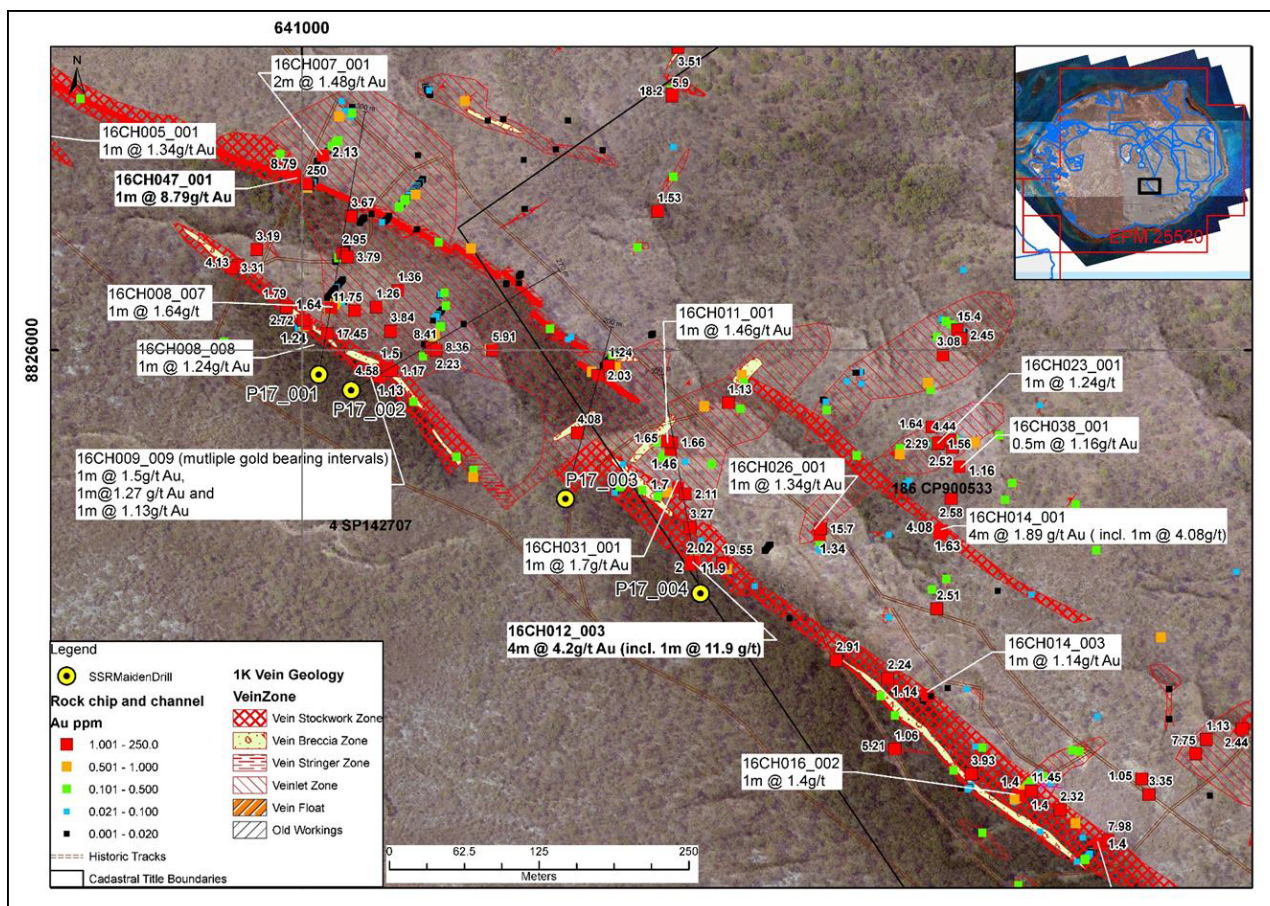 641000
8826000
N
16CH007_001
2m @ 1.48g/t Au
16CH005_001
1m @ 1.34g/t Au
16CH047_001
1m @ 8.79g/t Au
8.79
250
2.13
3.67
2.95
3.79
3.19
4.13
3.31
1.79
1.64
11.75
1.26
1.36
2.72
1.24
17.45
3.84
8.41
8.36
2.23
5.91
1.5
4.58
1.17
1.13
3.51
5.9
18.2
1.53
16CH008_007
1m @ 1.64g/t
16CH008_008
1m @ 1.24g/t Au
P17_001
P17_002
16CH009_009 (mutliple gold bearing intervals)
1m @ 1.5g/t Au,
1m@1.27 g/t Au and
1m @ 1.13g/t Au
4 SP142707
16CH011_001
1m @ 1.46g/t Au
1.24
2.03
1.13
4.08
1.65
1.66
1.46
1.7
2.11
3.27
2.02
19.55
2
11.9
P17_003
P17_004
16CH026_001
1m @ 1.34g/t Au
15.7
1.34
16CH031_001
1m @ 1.7g/t Au
16CH012_003
4m @ 4.2g/t Au (incl. 1m @ 11.9 g/t)
15.4
2.45
3.08
16CH023_001
1m @ 1.24g/t
16CH038_001
0.5m @ 1.16g/t Au
1.64
4.44
2.29
1.56
2.52
1.16
186 CP900533
2.58
4.08
1.63
16CH014_001
4m @ 1.89 g/t Au ( incl. 1m @ 4.08g/t)
2.51
16CH014_003
1m @ 1.14g/t Au
2.91
2.24
1.14
1.06
5.21
3.93
16CH016_002
1m @ 1.4g/t
1.4
11.45
1.4
2.32
7.98
1.4
1.05
3.35
7.75
1.13
2.44
EPM 25520
Legend
SSRMaidenDrill
Rock chip and channel
Au ppm
1.001 - 250.0
0.501 - 1.000
0.101 - 0.500
0.021 - 0.100
0.001 - 0.020
Historic Tracks
Cadastral Title Boundaries
1K Vein Geology
VeinZone
Vein Stockwork Zone
Vein Breccia Zone
Vein Stringer Zone
Veinlet Zone
Vein Float
Old Workings
0 62.5 125 250
Meters